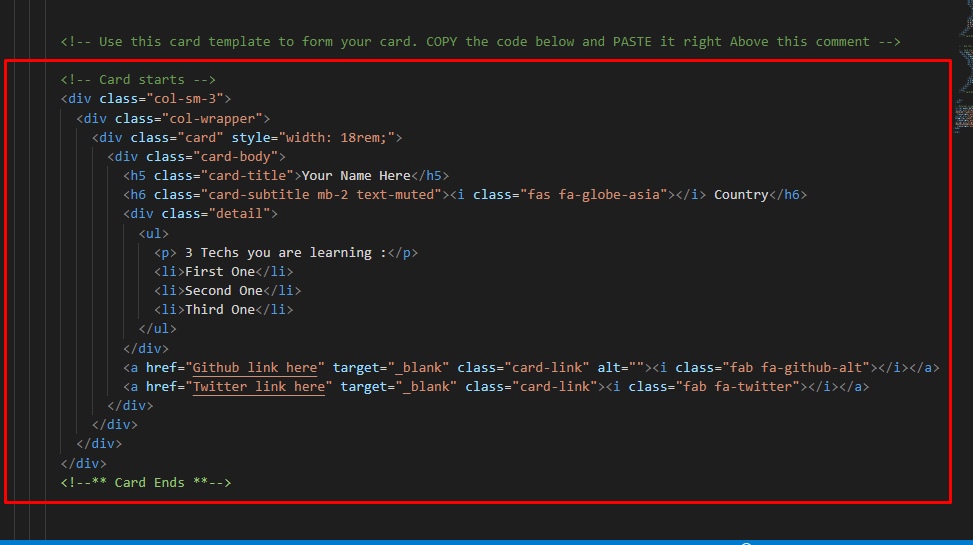 <!-- Use this card template to form your card. COPY the code below and PASTE it right Above this comment -->
<!-- Card starts -->
<div class="col-sm-3">
<div class="col-wrapper">
<div class="card" style="width: 18rem;">
<div class="card-body">
<h5 class="card-title">Your Name Here</h5>
<h6 class="card-subtitle mb-2 text-muted"><i class="fas fa-globe-asia"></i> Country</h6>
<div class="detail">
<ul>
<p> 3 Techs you are learning :</p>
<li>First One</li>
<li>Second One</li>
<li>Third One</li>
</ul>
</div>
<a href="Github link here" target="_blank" class="card-link" alt=""><i class="fab fa-github-alt"></i></a>
<a href="Twitter link here" target="_blank" class="card-link"><i class="fab fa-twitter"></i></a>
</div>
</div>
</div>
</div>
<!--** Card Ends **-->